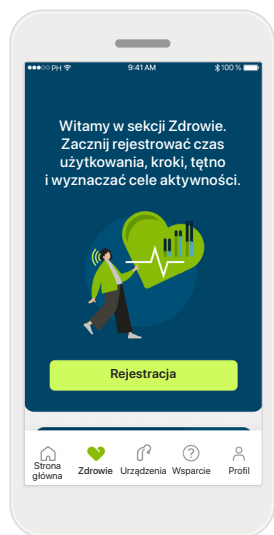 ●●●○○ PH 9:41 AM 100 %
Witamy w sekcji Zdrowie.
Zacznij rejestrować czas
użytkowania, kroki, tętno
i wyznaczać cele aktywności.
Rejestracja
Strona
główna
Zdrowie Urządzenia Wsparcie Profil